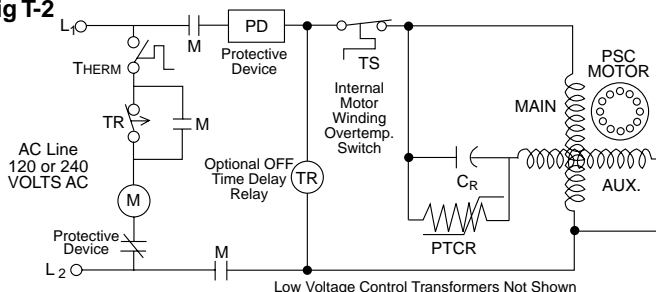 ig T-2
L1
M
PD
Protective
Device
TS
Internal
Motor
Winding
Overtemp.
Switch
PSC
MOTOR
MAIN
AUX.
THERM
TR
M
AC Line
120 or 240
VOLTS AC
M
Optional OFF
Time Delay
Relay
TR
CR
PTCR
Protective
Device
L2
M
Low Voltage Control Transformers Not Shown